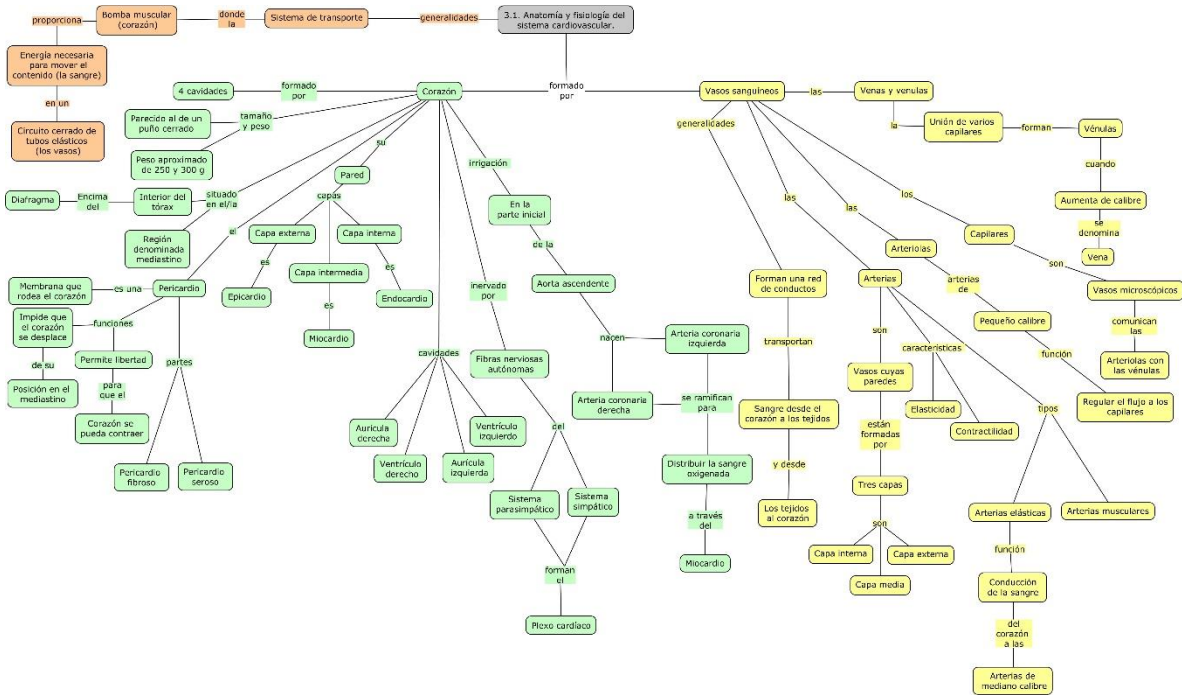 3.1. Anatomía y fisiología del
sistema cardiovascular.
generalidades
Sistema de transporte
donde
la
Bomba muscular
(corazón)
proporciona
Energía necesaria
para mover el
contenido (la sangre)
en un
Circuito cerrado de
tubos elásticos
(los vasos)
formado
por
Corazón
formado
por
4 cavidades
tamaño
y peso
Parecido al de un
puño cerrado
Peso aproximado
de 250 y 300 g
situado
en el/la
Interior del
tórax
Encima
del
Diafragma
Región
denominada
mediastino
el
Pericardio
es una
Membrana que
rodea el corazón
funciones
Impide que
el corazón
se desplace
de su
Posición en el
mediastino
Permite libertad
para
que el
Corazón se
pueda contraer
partes
Pericardio
fibroso
Pericardio
seroso
su
Pared
capas
Capa externa
es
Epicardio
Capa intermedia
es
Miocardio
Capa interna
es
Endocardio
cavidades
Auricula
derecha
Ventrículo
derecho
Aurícula
izquierda
Ventrículo
izquierdo
inervado
por
Fibras nerviosas
autónomas
del
Sistema
parasimpático
Sistema
simpático
forman
el
Plexo cardíaco
irrigación
En la
parte inicial
de la
Aorta ascendente
nacen
Arteria coronaria
izquierda
Arteria coronaria
derecha
se ramifican
para
Distribuir la sangre
oxigenada
a través
del
Miocardio
Vasos sanguíneos
generalidades
Forman una red
de conductos
transportan
Sangre desde el
corazón a los tejidos
y desde
Los tejidos
al corazón
las
Arterias
son
Vasos cuyas
paredes
están
formadas
por
Tres capas
son
Capa interna
Capa media
Capa externa
características
Elasticidad
Contractilidad
tipos
Arterias elásticas
función
Conducción
de la sangre
del
corazón
a las
Arterias de
mediano calibre
Arterias musculares
las
Arteriolas
arterias
de
Pequeño calibre
función
Regular el flujo a los
capilares
los
Capilares
son
Vasos microscópicos
comunican
las
Arteriolas con
las vénulas
las
Venas y venulas
la
Unión de varios
capilares
forman
Vénulas
cuando
Aumenta de calibre
se
denomina
Vena